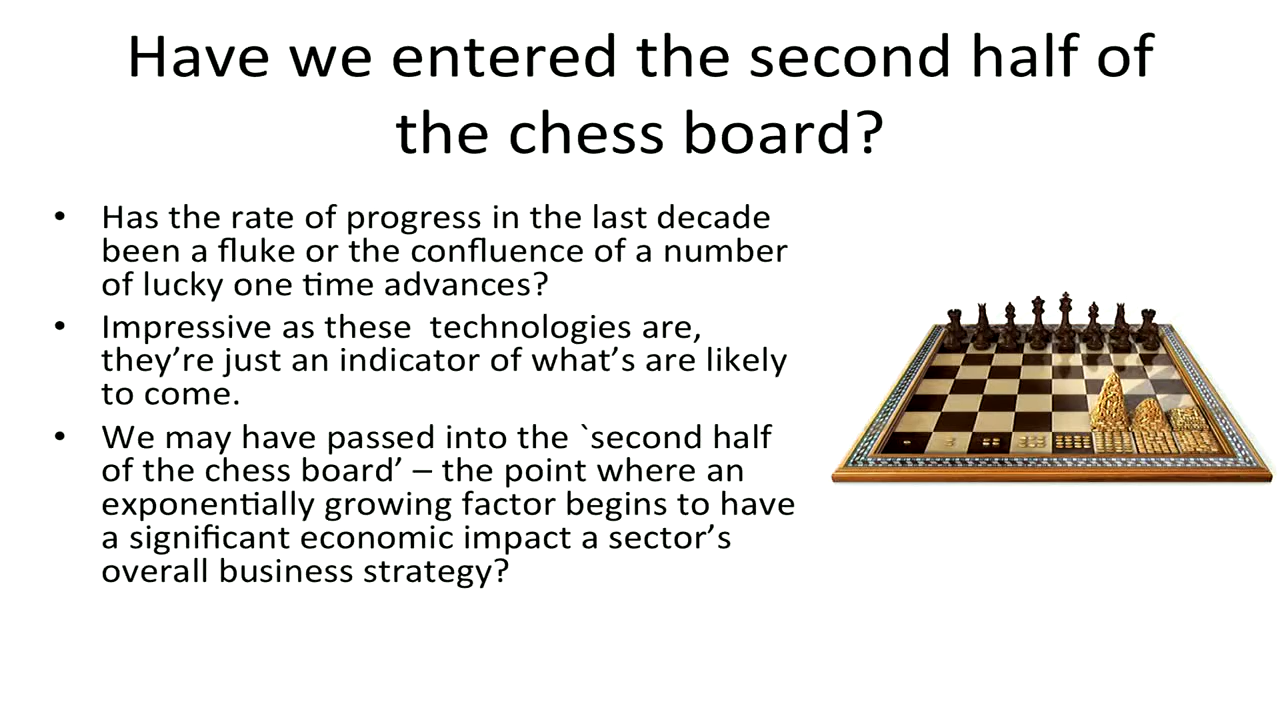 Have we entered the second half of
the chess board?
• Has the rate of progress in the last decade
been a fluke or the confluence of a number
of lucky one time advances?
• Impressive as these  technologies are,
they’re just an indicator of what’s are likely
to come.
• We may have passed into the `second half
of the chess board’ – the point where an
exponentially growing factor begins to have
a significant economic impact a sector’s
overall business strategy?